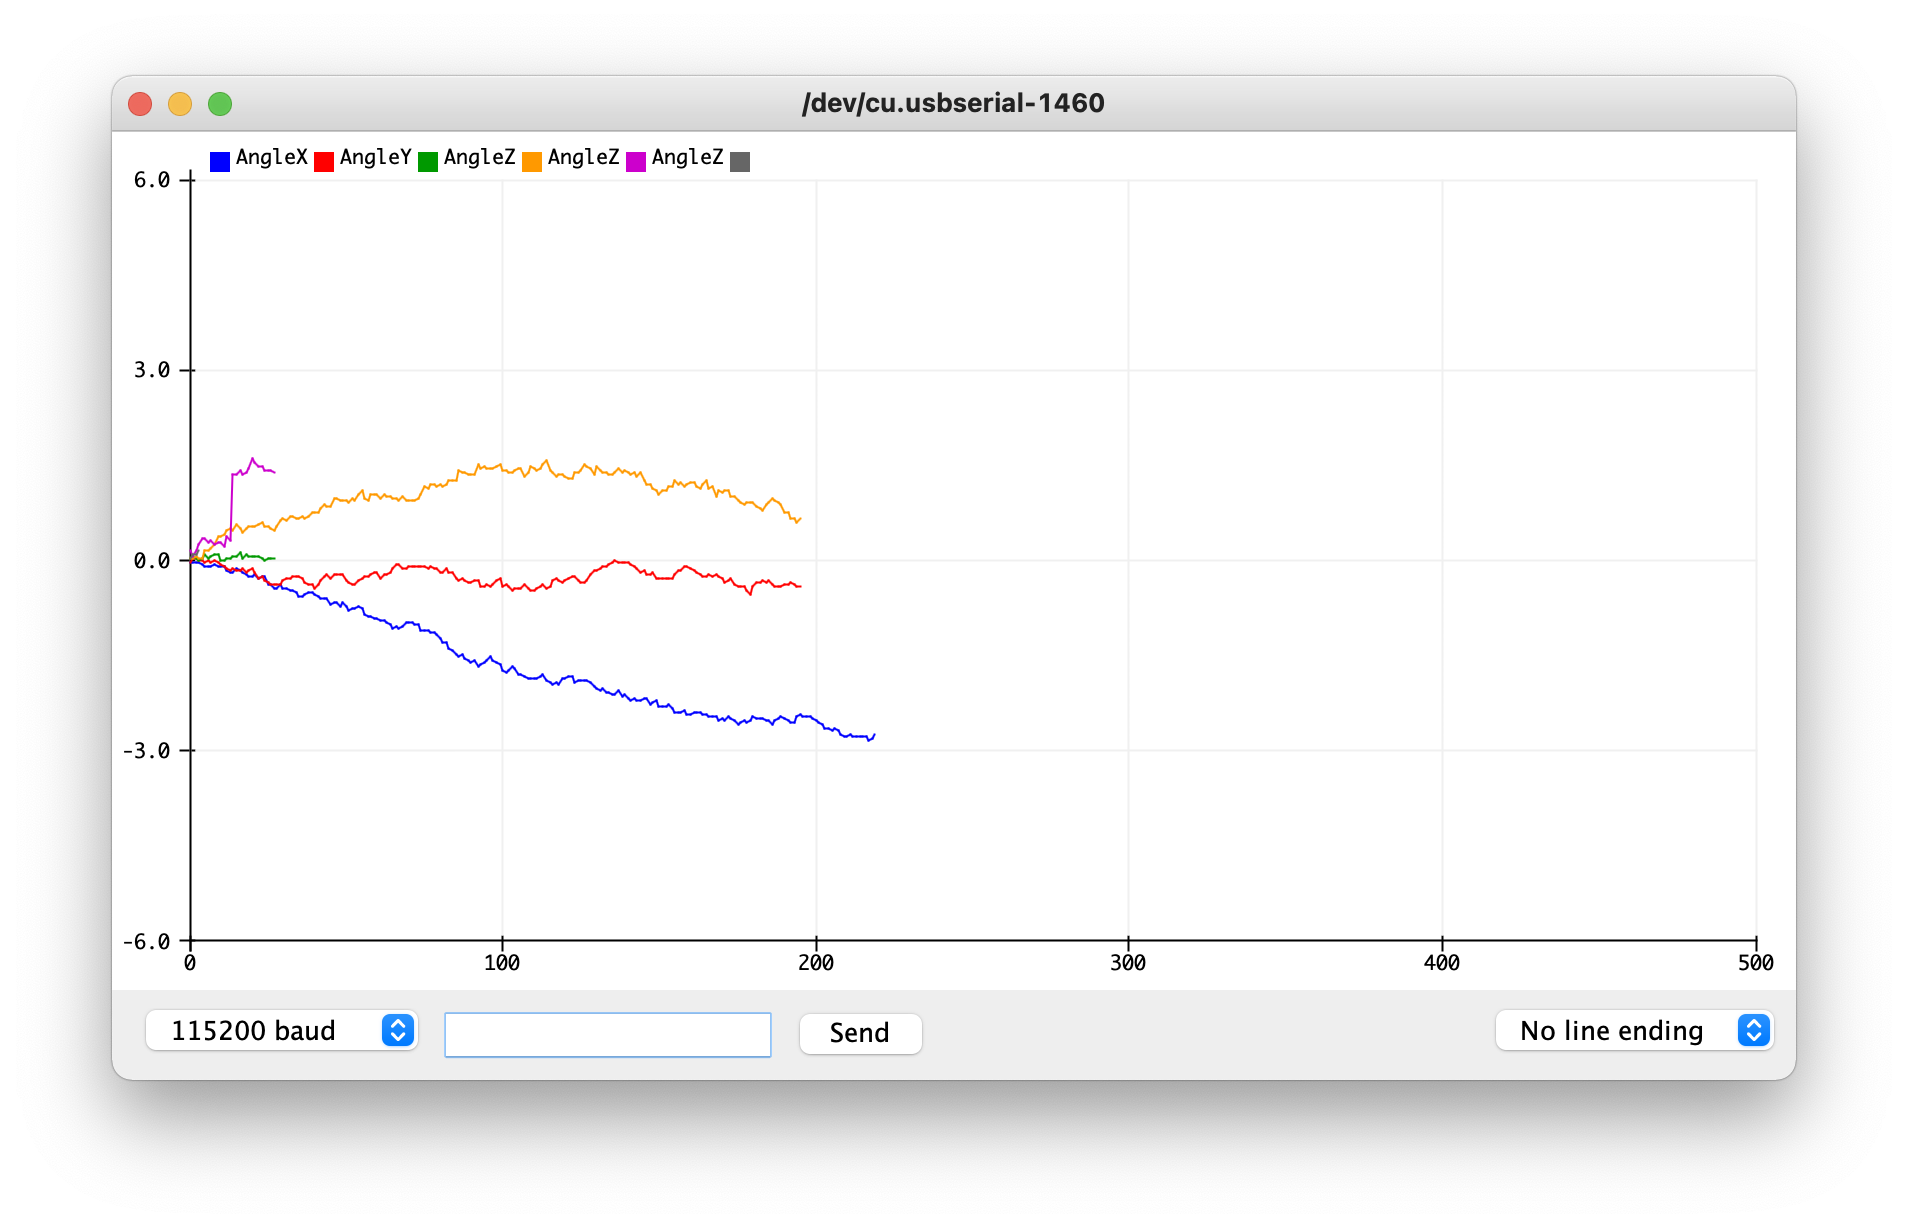 /dev/cu.usbserial-1460
AngleX AngleY AngleZ AngleZ AngleZ
6.0
3.0
0.0
-3.0
-6.0
0 100 200 300 400 500
115200 baud Send No line ending